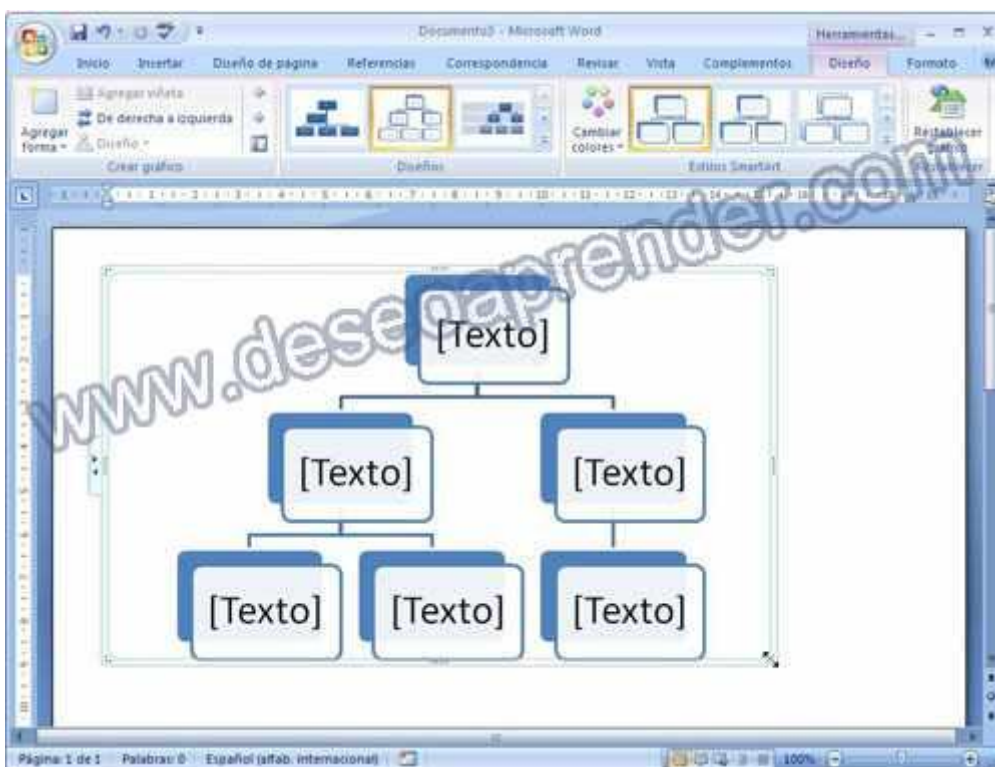 Documento3 - Microsoft Word
Herramientas...
Inicio Insertar Diseño de página Referencias Correspondencia Revisar Vista Complementos Diseño Formato
Agregar viñeta
De derecha a izquierda
Diseño
Agregar forma
Cambiar colores
Restablecer gráfico
Crear gráfico Diseños Estilos SmartArt
www.deseoaprender.com
[Texto]
[Texto] [Texto]
[Texto] [Texto] [Texto]
Página: 1 de 1 Palabras: 0 Español (alfab. internacional) 100%